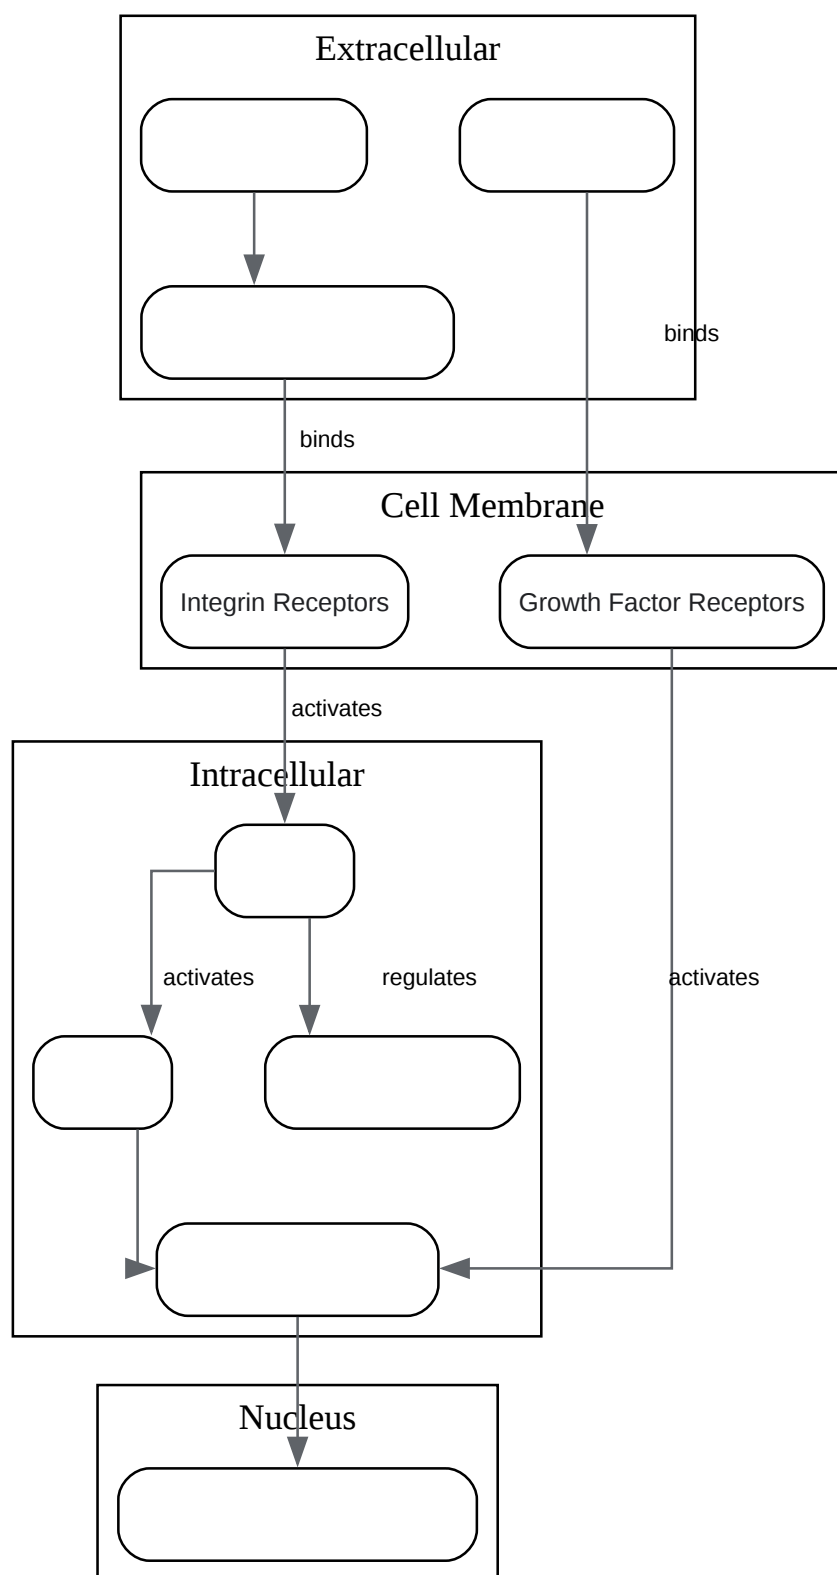 Extracellular
binds
binds
Cell Membrane
Integrin Receptors
Growth Factor Receptors
activates
Intracellular
activates
regulates
activates
Nucleus